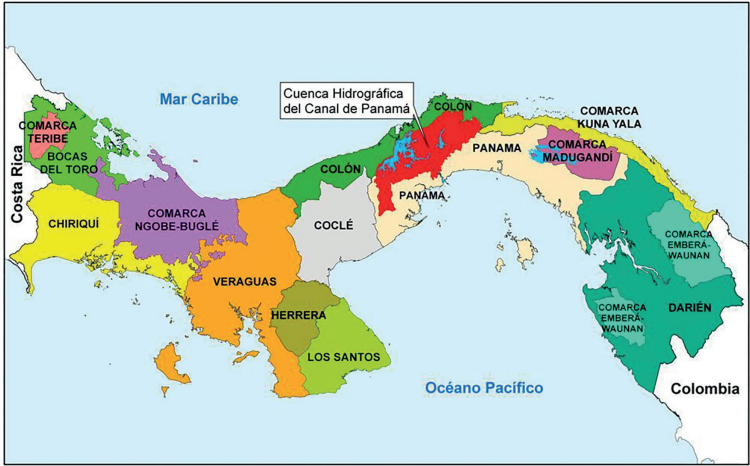 Mar Caribe
Cuenca Hidrográfica
del Canal de Panamá
COLÓN
COMARCA
KUNA YALA
Costa Rica
COMARCA
TERIBE
BOCAS
DEL TORO
PANAMA
COMARCA
MADUGANDÍ
COLÓN
PANAMA
CHIRIQUÍ
COMARCA
NGOBE-BUGLÉ
COCLÉ
COMARCA
EMBERÁ-
WAUNAN
VERAGUAS
HERRERA
LOS SANTOS
COMARCA
EMBERÁ-
WAUNAN
DARIÉN
Océano Pacífico
Colombia